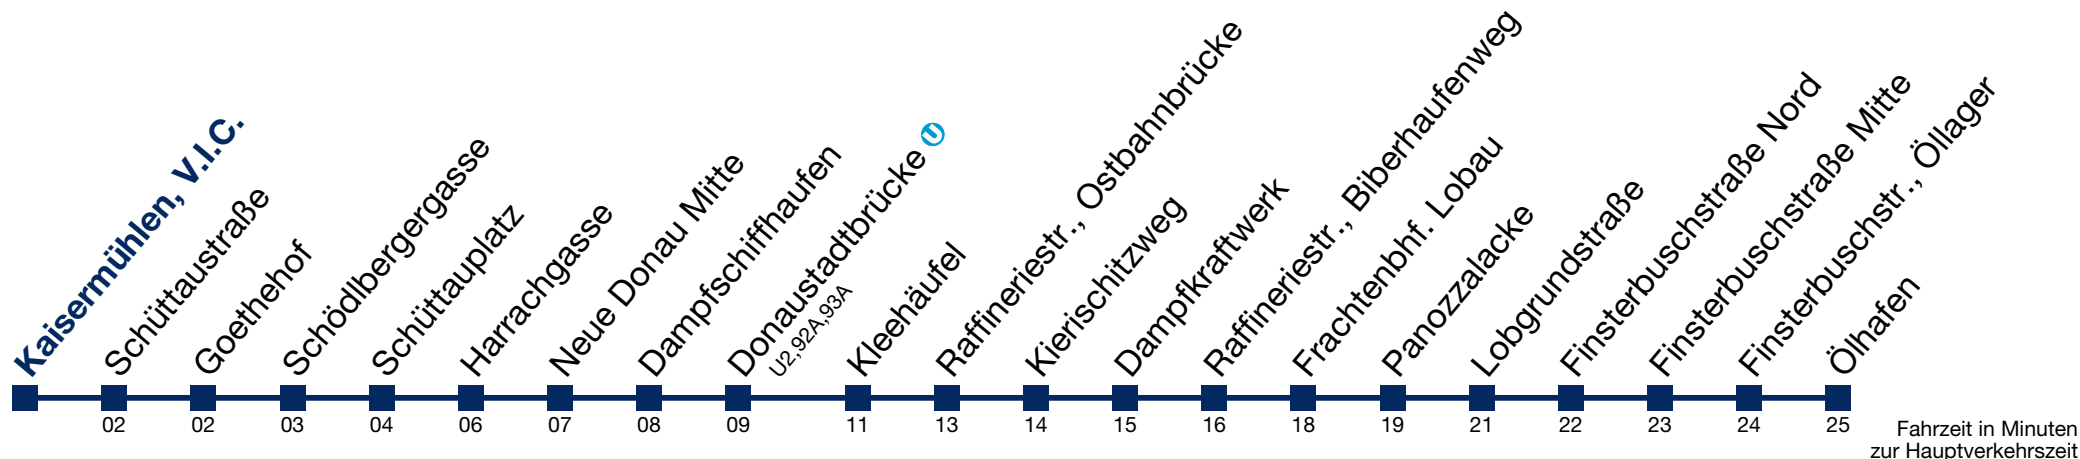 Kaisermühlen, V.I.C.
Schüttaustraße
Goethehof
Schödlbergergasse
Schüttauplatz
Harrachgasse
Neue Donau Mitte
Dampfschiffhaufen
Donaustadtbrücke U
U2,92A,93A
Kleehäufel
Raffineriestr., Ostbahnbrücke
Kierischitzweg
Dampfkraftwerk
Raffineriestr., Biberhaufenweg
Frachtenbhf. Lobau
Panozzalacke
Lobgrundstraße
Finsterbuschstraße Nord
Finsterbuschstraße Mitte
Finsterbuschstr., Öllager
Ölhafen
02 02 03 04 06 07 08 09 11 13 14 15 16 18 19 21 22 23 24 25
Fahrzeit in Minuten
zur Hauptverkehrszeit